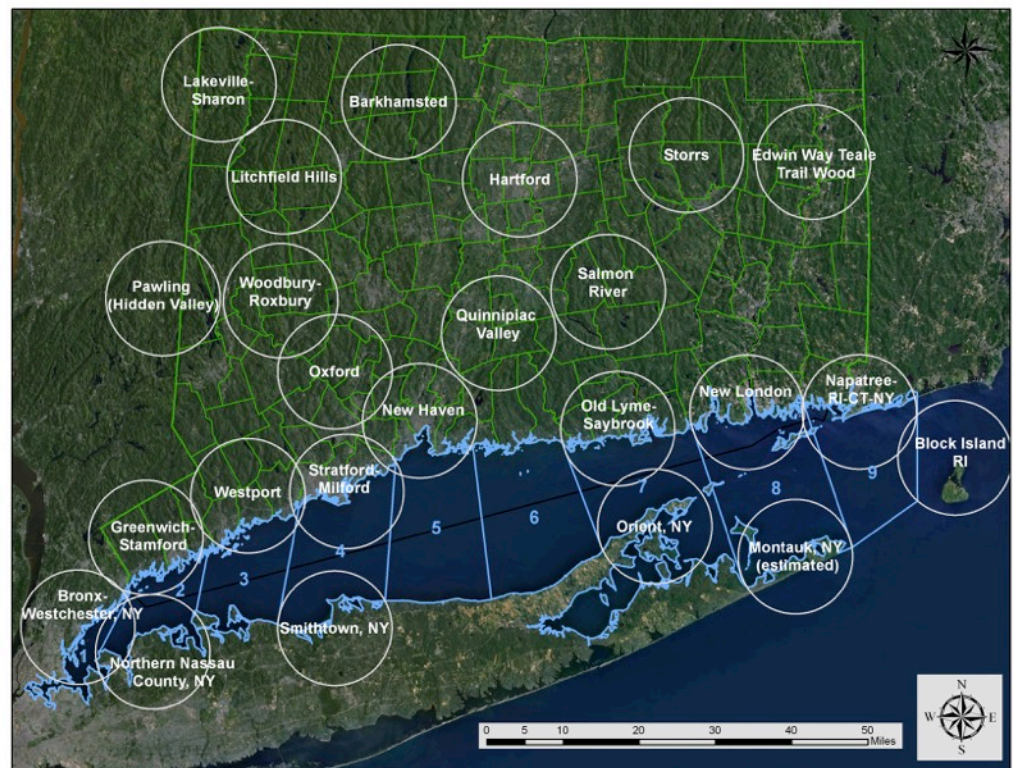 Lakeville-
Sharon
Barkhamsted
Litchfield Hills
Hartford
Storrs
Edwin Way Teale
Trail Wood
Pawling
(Hidden Valley)
Woodbury-
Roxbury
Salmon
River
Quinnipiac
Valley
Oxford
New Haven
Old Lyme-
Saybrook
New London
Napatree-
RI-CT-NY
Block Island
RI
Westport
Stratford-
Milford
Greenwich-
Stamford
Orient, NY
Montauk, NY
(estimated)
Bronx-
Westchester, NY
Smithtown, NY
Northern Nassau
County, NY
1
2
3
4
5
6
7
8
9
0 5 10 20 30 40 50
Miles
N
W E
S